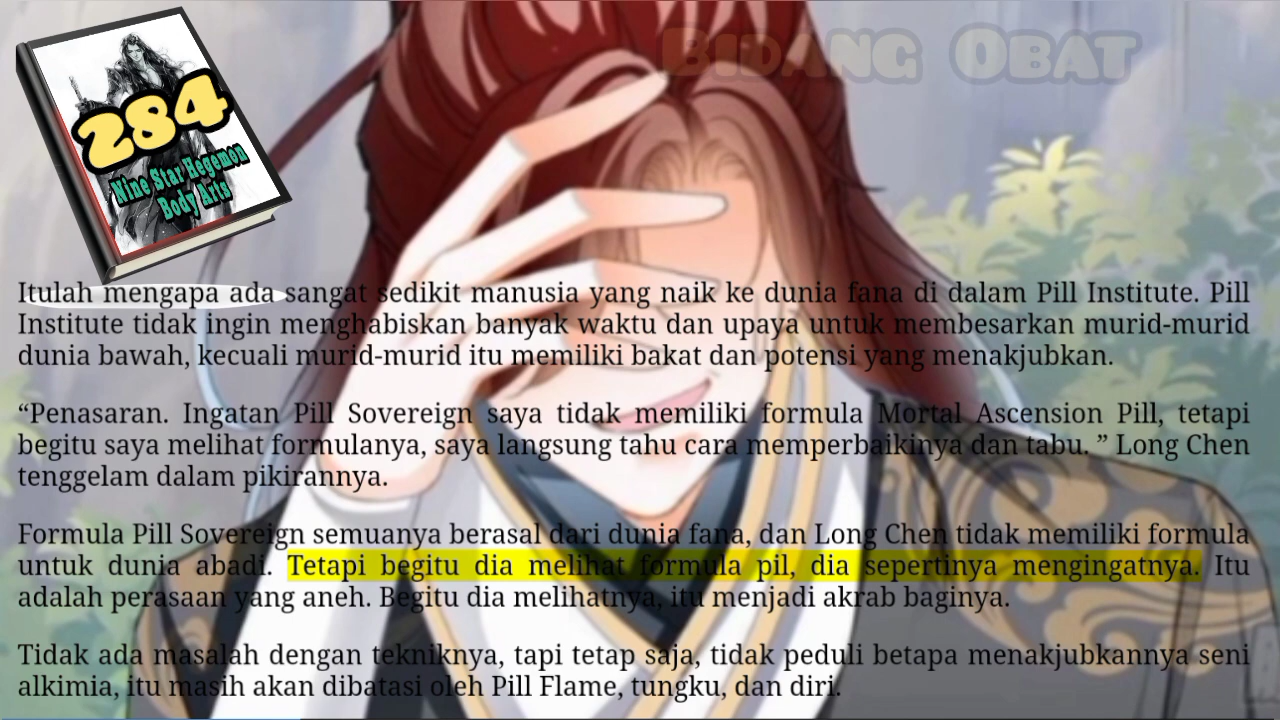 Bidang Obat
284
Nine Star Hegemon
Body Arts
Itulah mengapa ada sangat sedikit manusia yang naik ke dunia fana di dalam Pill Institute. Pill
Institute tidak ingin menghabiskan banyak waktu dan upaya untuk membesarkan murid-murid
dunia bawah, kecuali murid-murid itu memiliki bakat dan potensi yang menakjubkan.
“Penasaran. Ingatan Pill Sovereign saya tidak memiliki formula Mortal Ascension Pill, tetapi
begitu saya melihat formulanya, saya langsung tahu cara memperbaikinya dan tabu. ” Long Chen
tenggelam dalam pikirannya.
Formula Pill Sovereign semuanya berasal dari dunia fana, dan Long Chen tidak memiliki formula
untuk dunia abadi. Tetapi begitu dia melihat formula pil, dia sepertinya mengingatnya. Itu
adalah perasaan yang aneh. Begitu dia melihatnya, itu menjadi akrab baginya.
Tidak ada masalah dengan tekniknya, tapi tetap saja, tidak peduli betapa menakjubkannya seni
alkimia, itu masih akan dibatasi oleh Pill Flame, tungku, dan diri.